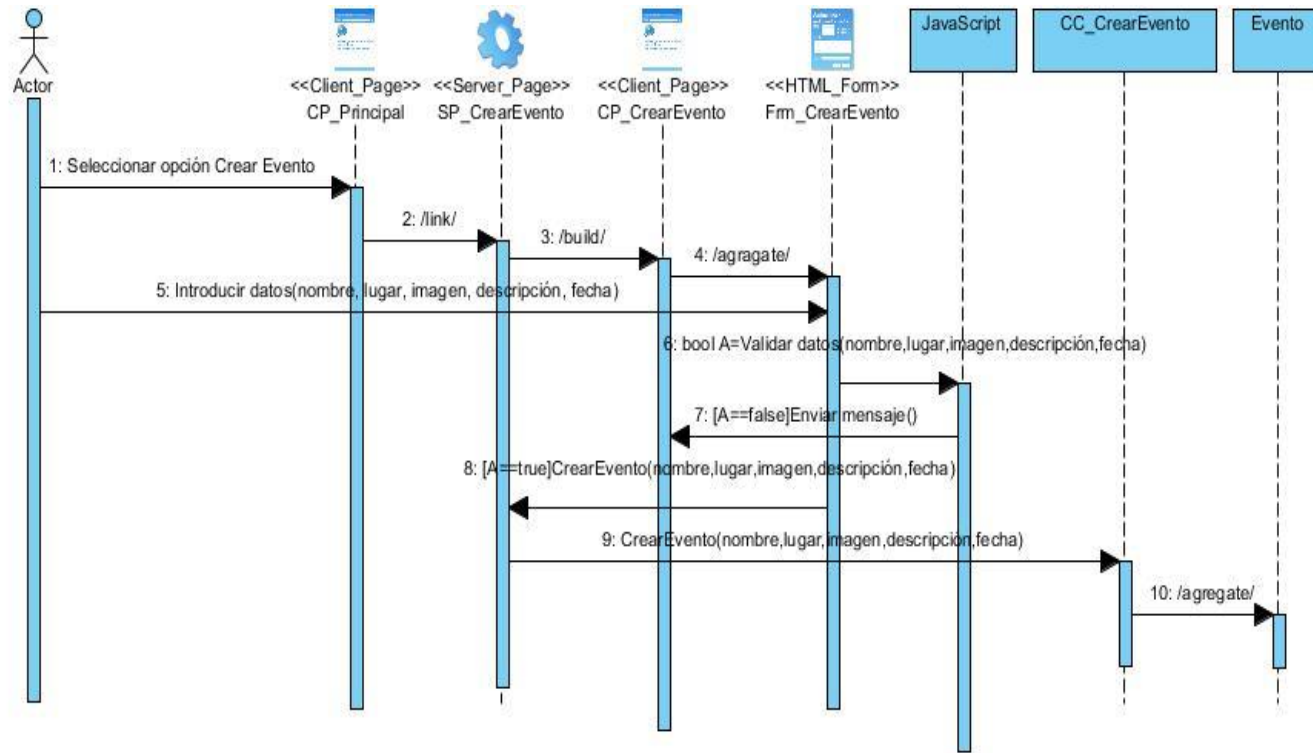 JavaScript
CC_CrearEvento
Evento
Actor
<<Client_Page>>
CP_Principal
<<Server_Page>>
SP_CrearEvento
<<Client_Page>>
CP_CrearEvento
<<HTML_Form>>
Frm_CrearEvento
1: Seleccionar opción Crear Evento
2: /link/
3: /build/
4: /agragate/
5: Introducir datos(nombre, lugar, imagen, descripción, fecha)
6: bool A=Validar datos(nombre,lugar,imagen,descripción,fecha)
7: [A==false]Enviar mensaje()
8: [A==true]CrearEvento(nombre,lugar,imagen,descripción,fecha)
9: CrearEvento(nombre,lugar,imagen,descripción,fecha)
10: /agregate/